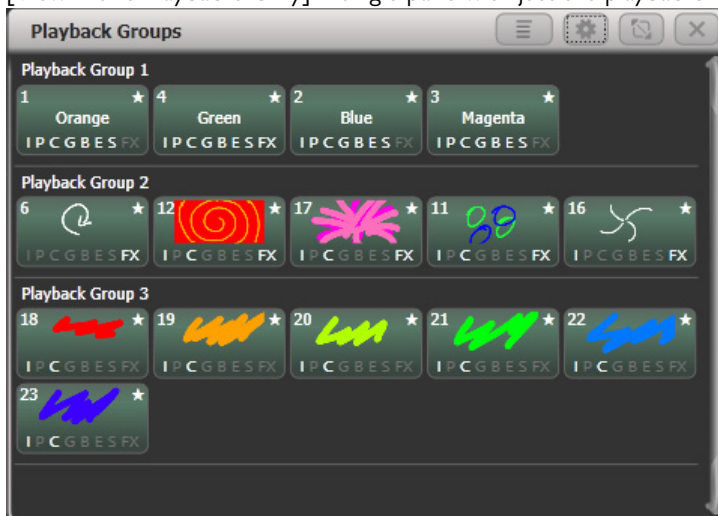 Playback Groups
Playback Group 1
1 4 2 3
Orange Green Blue Magenta
IPCGBESFX IPCGBESFX IPCGBESFX IPCGBESFX
Playback Group 2
6 12 17 11 16
IPCGBESFX IPCGBESFX IPCGBESFX IPCGBESFX IPCGBESFX
Playback Group 3
18 19 20 21 22
IPCGBESFX IPCGBESFX IPCGBESFX IPCGBESFX IPCGBESFX
23
IPCGBESFX